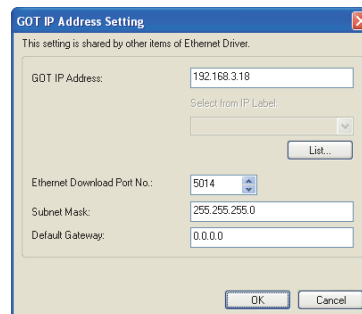 GOT IP Address Setting
This setting is shared by other items of Ethernet Driver.
GOT IP Address: 192.168.3.18
Select from IP Label:
List...
Ethernet Download Port No.: 5014
Subnet Mask: 255.255.255.0
Default Gateway: 0.0.0.0
OK Cancel